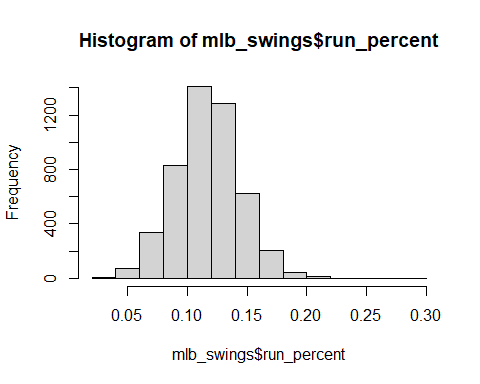 Histogram of mlb_swings$run_percent
Frequency
0
400
800
1200
0.05 0.10 0.15 0.20 0.25 0.30
mlb_swings$run_percent